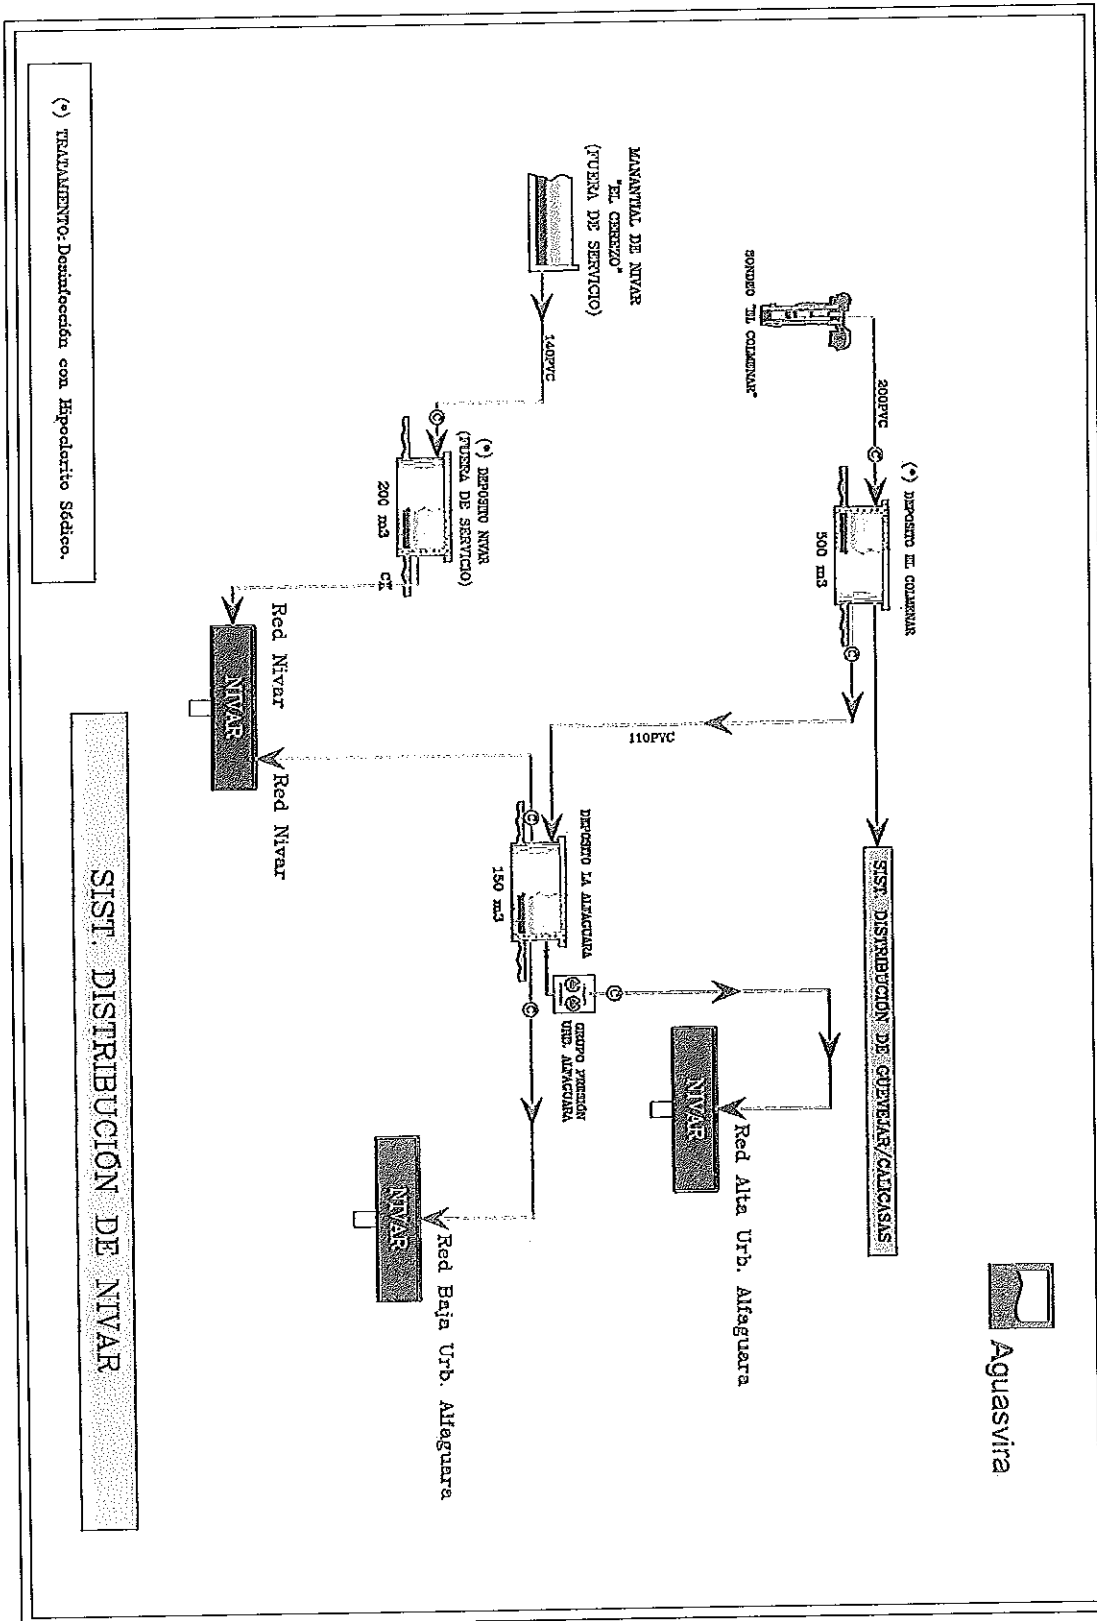 Aguasvira
SONDEO "EL COLMENAR"
200PVC
C
(*) DEPOSITO EL COLMENAR
500 m3
C
SIST. DISTRIBUCION DE GUEVEJAR/CALICASAS
110PVC
MANANTIAL DE NIVAR
"EL CEREZO"
(FUERA DE SERVICIO)
140PVC
C
(*) DEPOSITO NIVAR
(FUERA DE SERVICIO)
200 m3
DEPOSITO LA ALFAGUARA
150 m3
C
C
GRUPO PRESIÓN
URB. ALFAGUARA
C
NIVAR
Red Alta Urb. Alfaguara
NIVAR
Red Baja Urb. Alfaguara
Red Nivar
NIVAR
Red Nivar
(*) TRATAMIENTO: Desinfección con Hipoclorito Sódico.
SIST. DISTRIBUCIÓN DE NIVAR